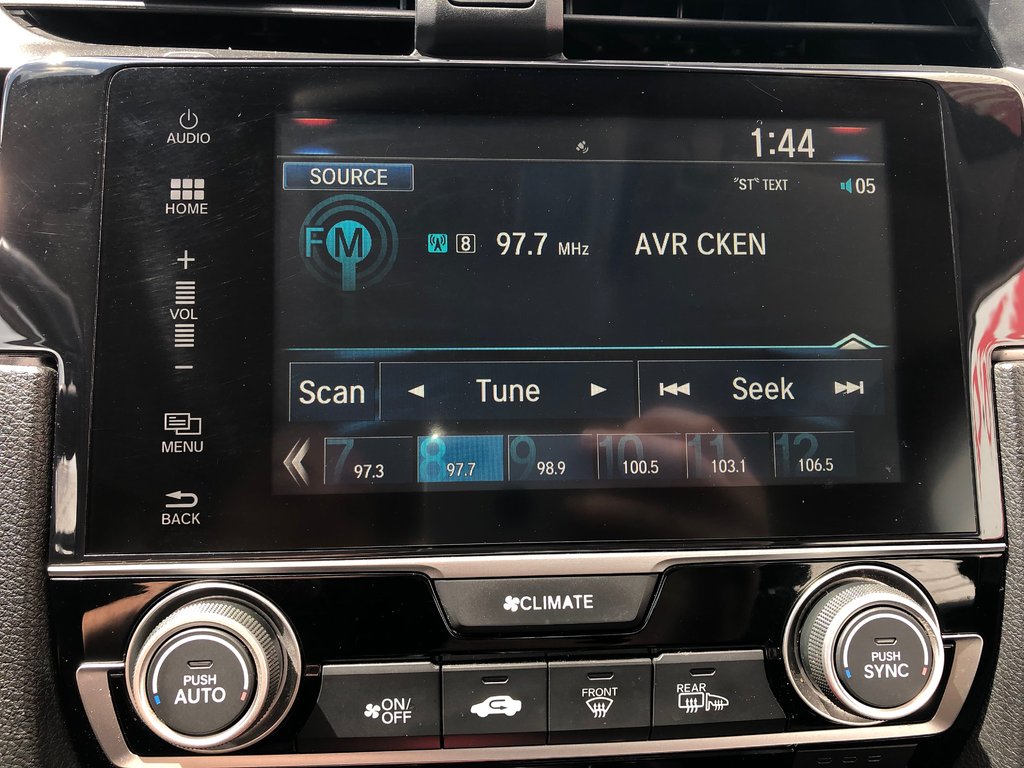 AUDIO
HOME
+
VOL
−
MENU
BACK
1:44
SOURCE
"ST" TEXT
05
FM
8
97.7 MHz
AVR CKEN
Scan
Tune
Seek
7 97.3
8 97.7
9 98.9
10 100.5
11 103.1
12 106.5
CLIMATE
PUSH
AUTO
ON/
OFF
FRONT
REAR
PUSH
SYNC